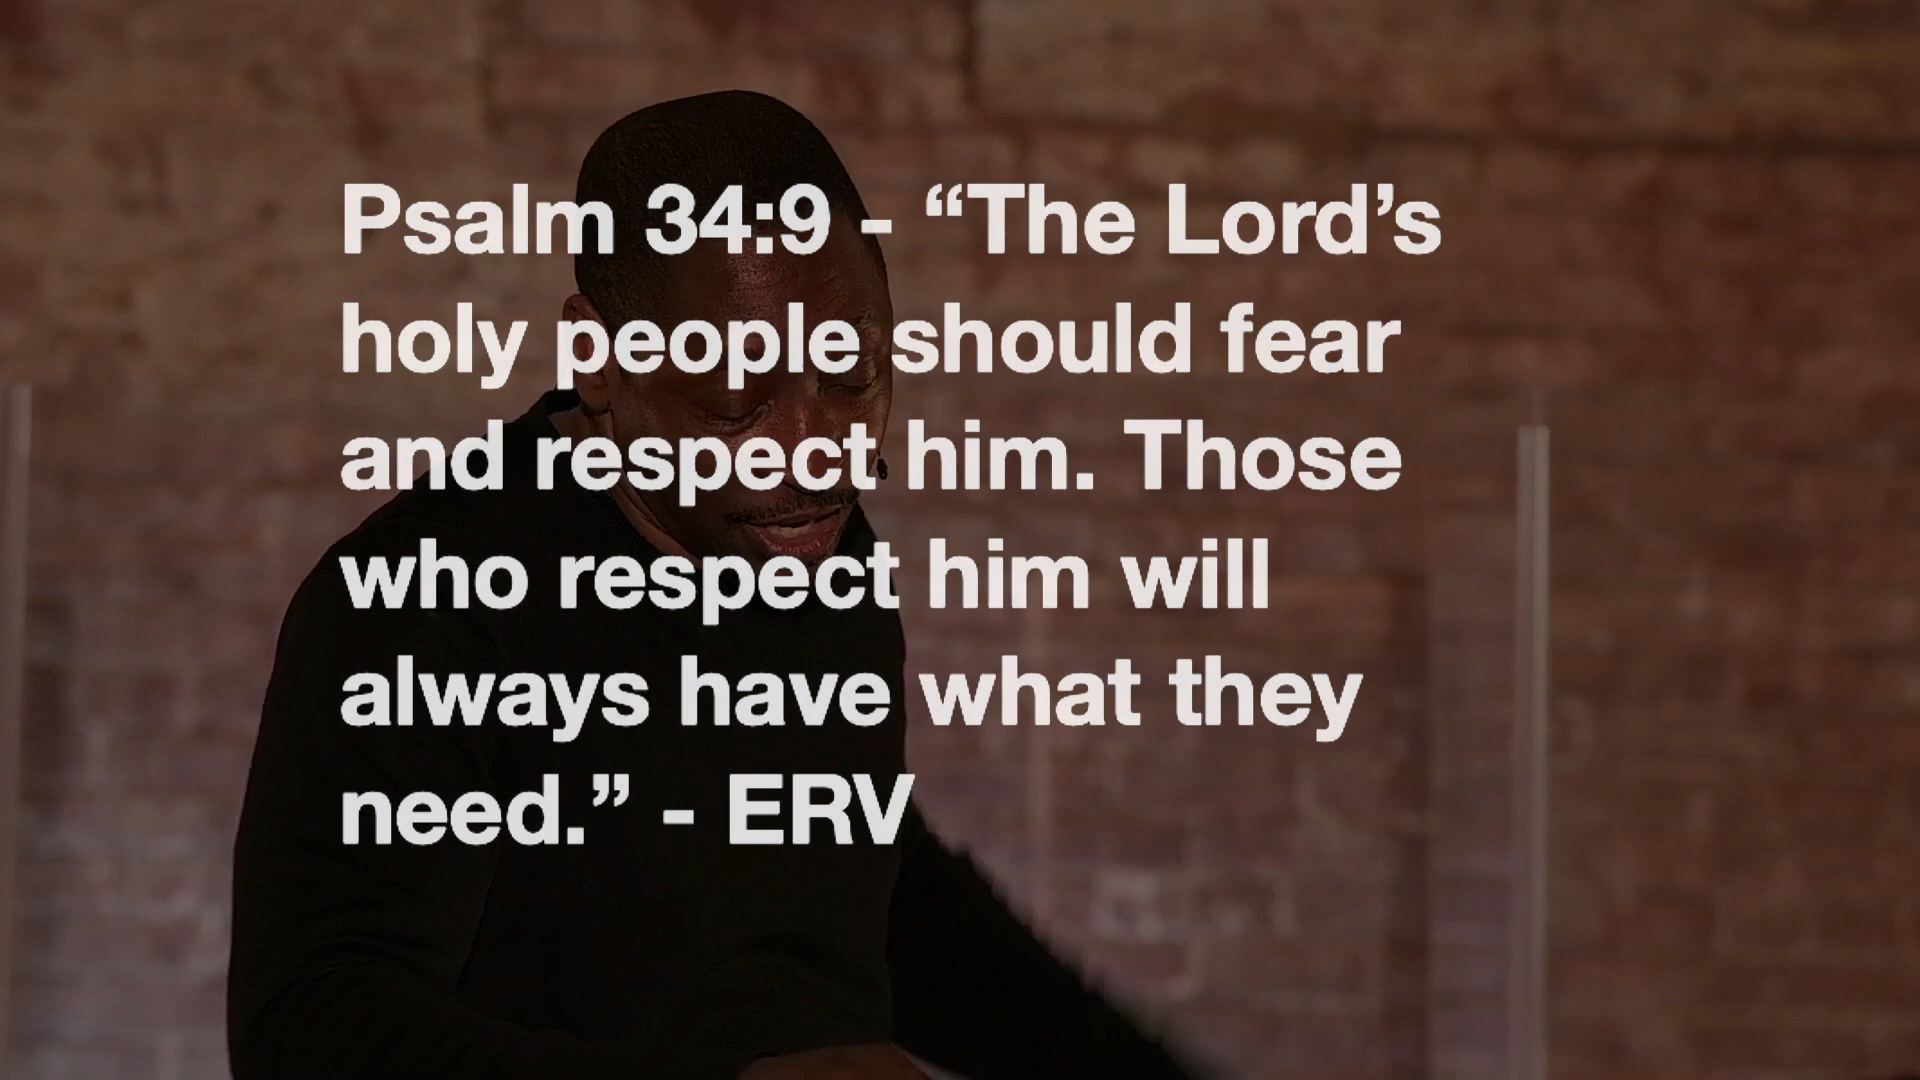 Psalm 34:9 - “The Lord’s
holy people should fear
and respect him. Those
who respect him will
always have what they
need.” - ERV